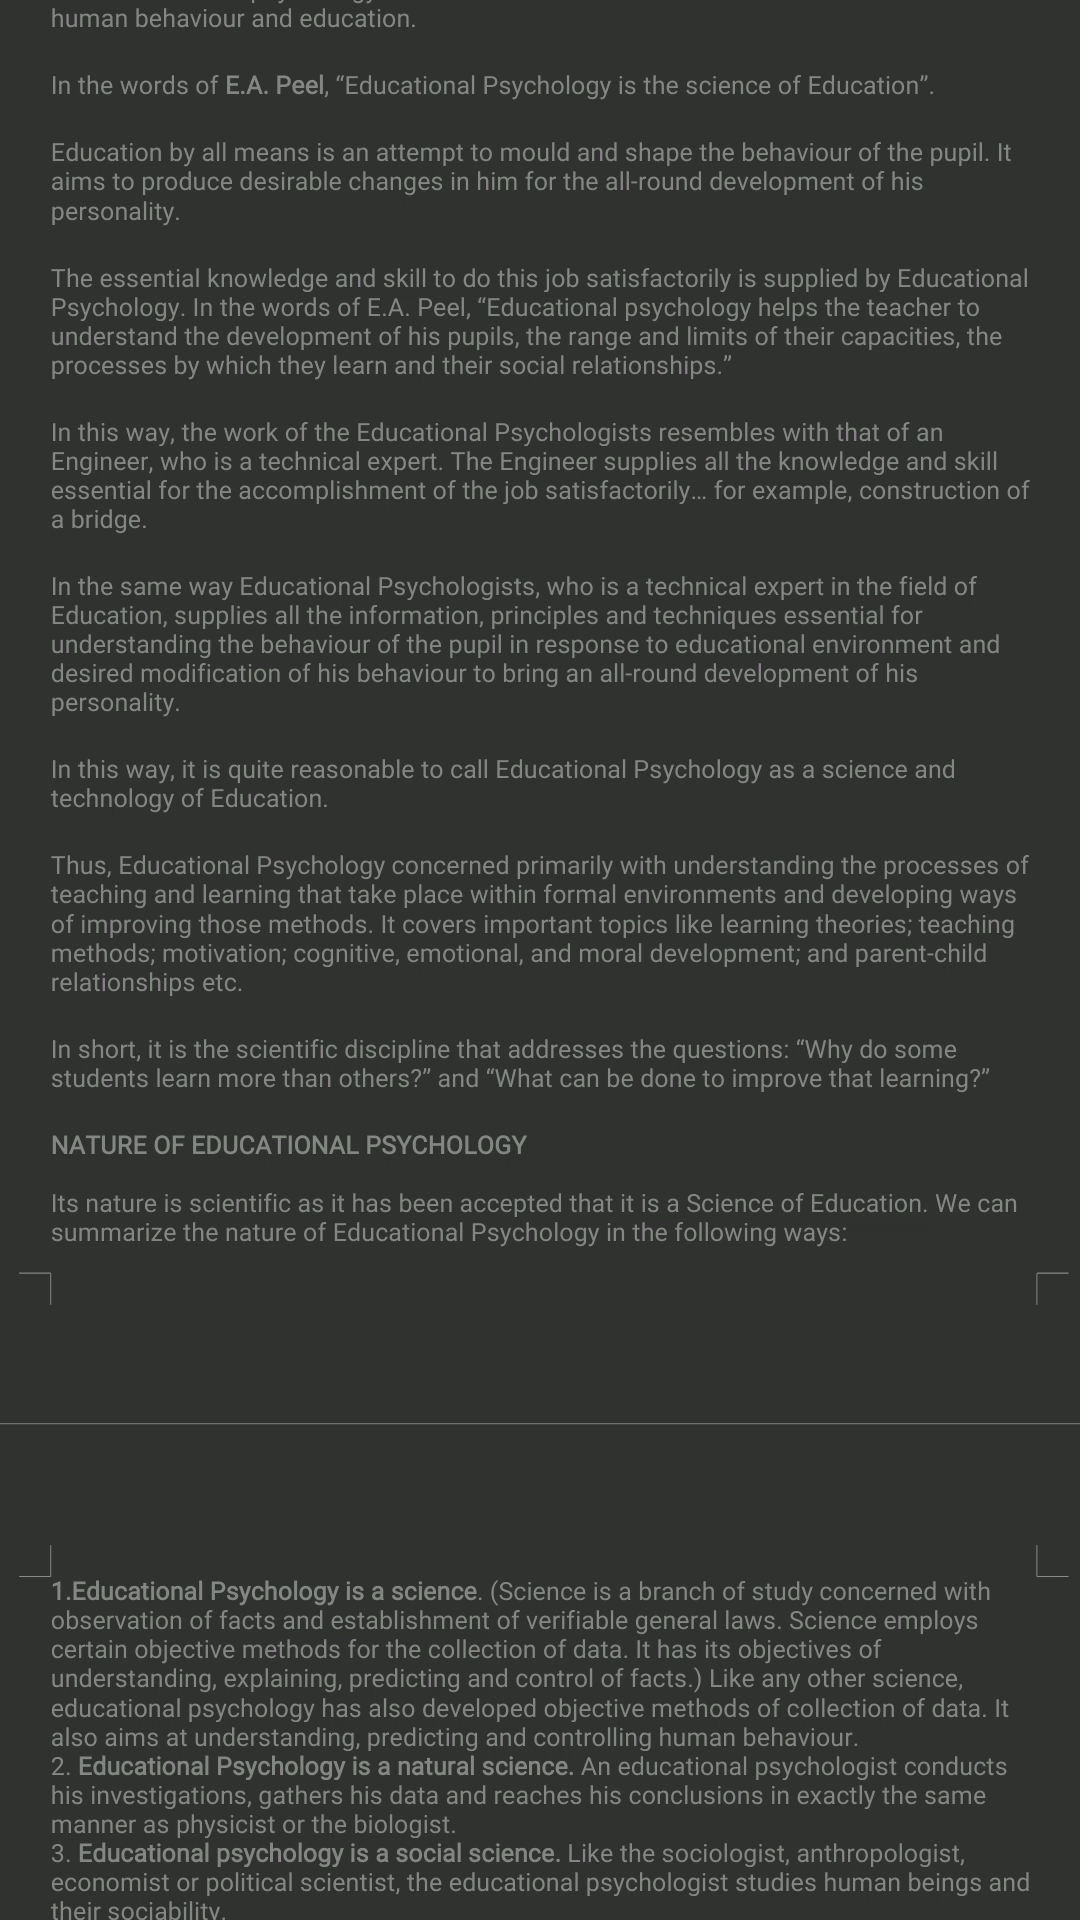 human behaviour and education.
In the words of E.A. Peel, “Educational Psychology is the science of Education”.
Education by all means is an attempt to mould and shape the behaviour of the pupil. It
aims to produce desirable changes in him for the all-round development of his
personality.
The essential knowledge and skill to do this job satisfactorily is supplied by Educational
Psychology. In the words of E.A. Peel, “Educational psychology helps the teacher to
understand the development of his pupils, the range and limits of their capacities, the
processes by which they learn and their social relationships.”
In this way, the work of the Educational Psychologists resembles with that of an
Engineer, who is a technical expert. The Engineer supplies all the knowledge and skill
essential for the accomplishment of the job satisfactorily… for example, construction of
a bridge.
In the same way Educational Psychologists, who is a technical expert in the field of
Education, supplies all the information, principles and techniques essential for
understanding the behaviour of the pupil in response to educational environment and
desired modification of his behaviour to bring an all-round development of his
personality.
In this way, it is quite reasonable to call Educational Psychology as a science and
technology of Education.
Thus, Educational Psychology concerned primarily with understanding the processes of
teaching and learning that take place within formal environments and developing ways
of improving those methods. It covers important topics like learning theories; teaching
methods; motivation; cognitive, emotional, and moral development; and parent-child
relationships etc.
In short, it is the scientific discipline that addresses the questions: “Why do some
students learn more than others?” and “What can be done to improve that learning?”
NATURE OF EDUCATIONAL PSYCHOLOGY
Its nature is scientific as it has been accepted that it is a Science of Education. We can
summarize the nature of Educational Psychology in the following ways:
1.Educational Psychology is a science. (Science is a branch of study concerned with
observation of facts and establishment of verifiable general laws. Science employs
certain objective methods for the collection of data. It has its objectives of
understanding, explaining, predicting and control of facts.) Like any other science,
educational psychology has also developed objective methods of collection of data. It
also aims at understanding, predicting and controlling human behaviour.
2. Educational Psychology is a natural science. An educational psychologist conducts
his investigations, gathers his data and reaches his conclusions in exactly the same
manner as physicist or the biologist.
3. Educational psychology is a social science. Like the sociologist, anthropologist,
economist or political scientist, the educational psychologist studies human beings and
their sociability.